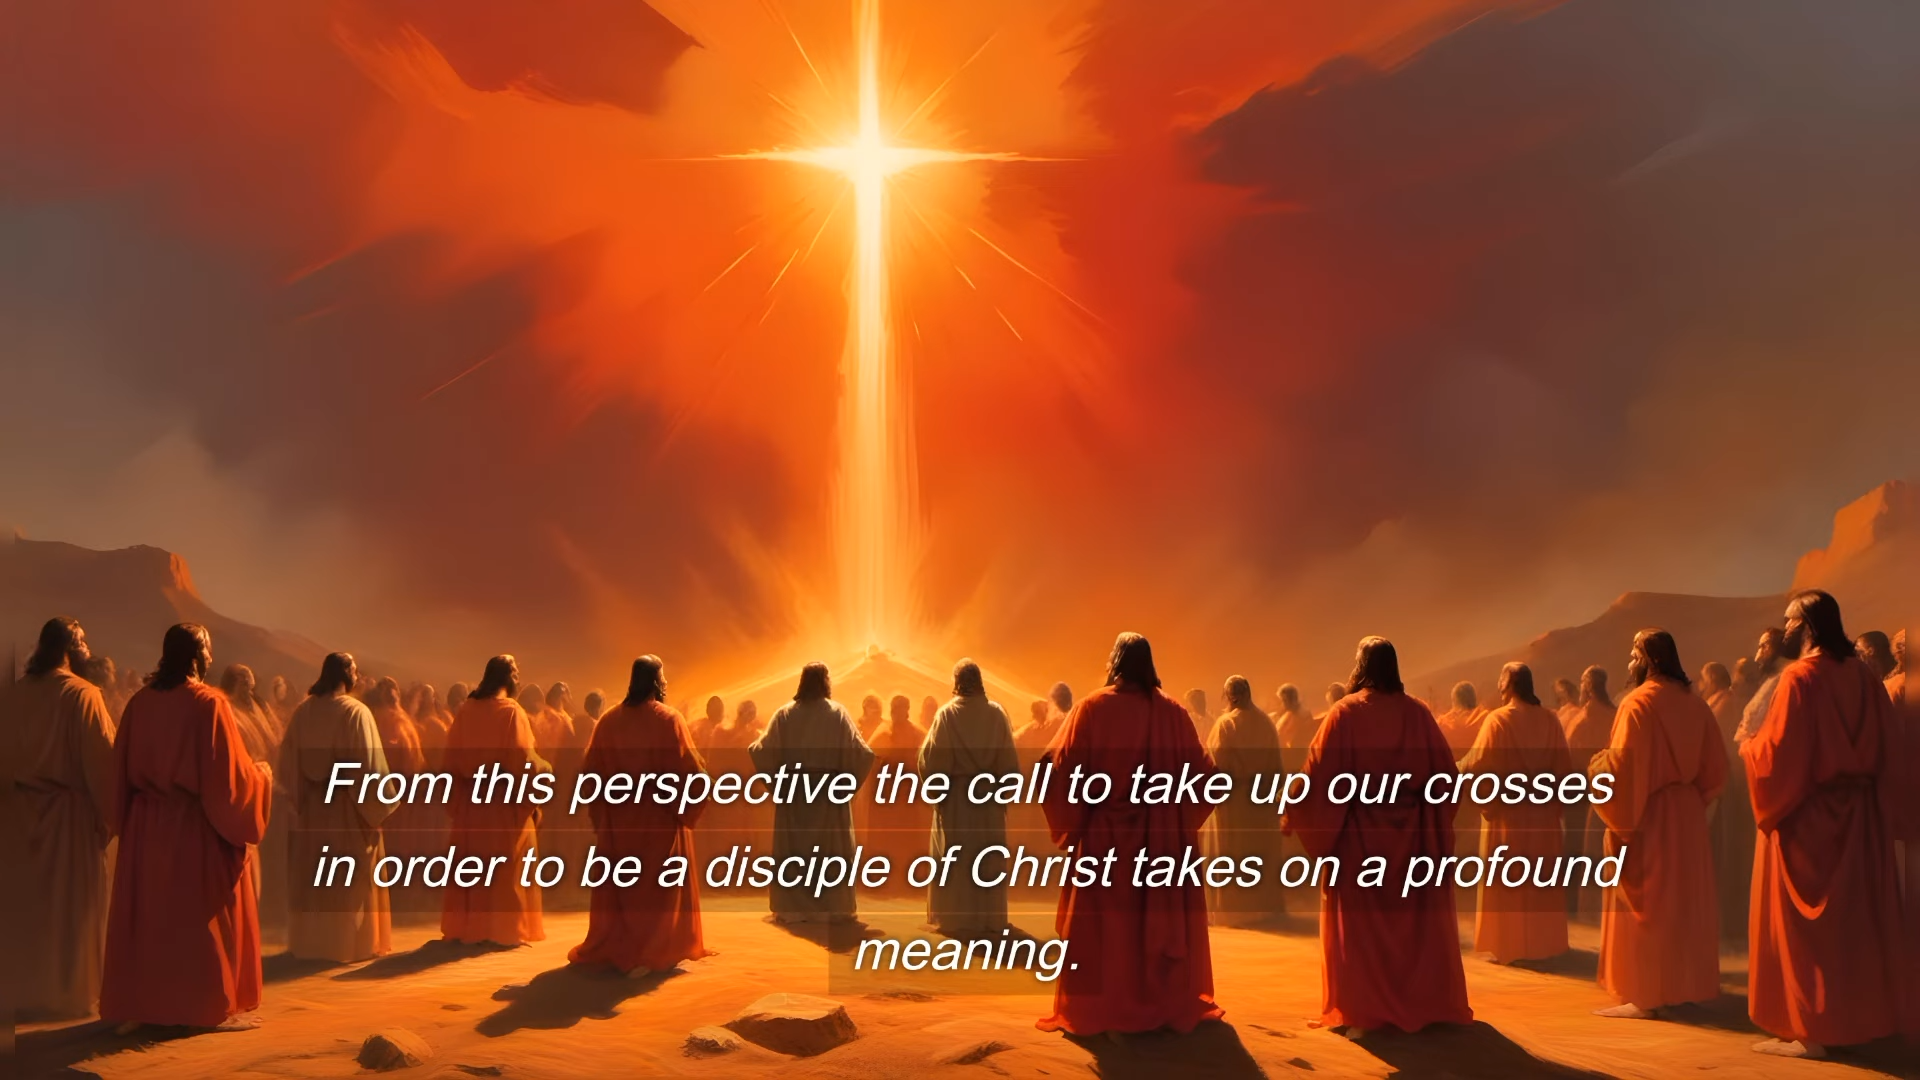 From this perspective the call to take up our crosses
in order to be a disciple of Christ takes on a profound
meaning.